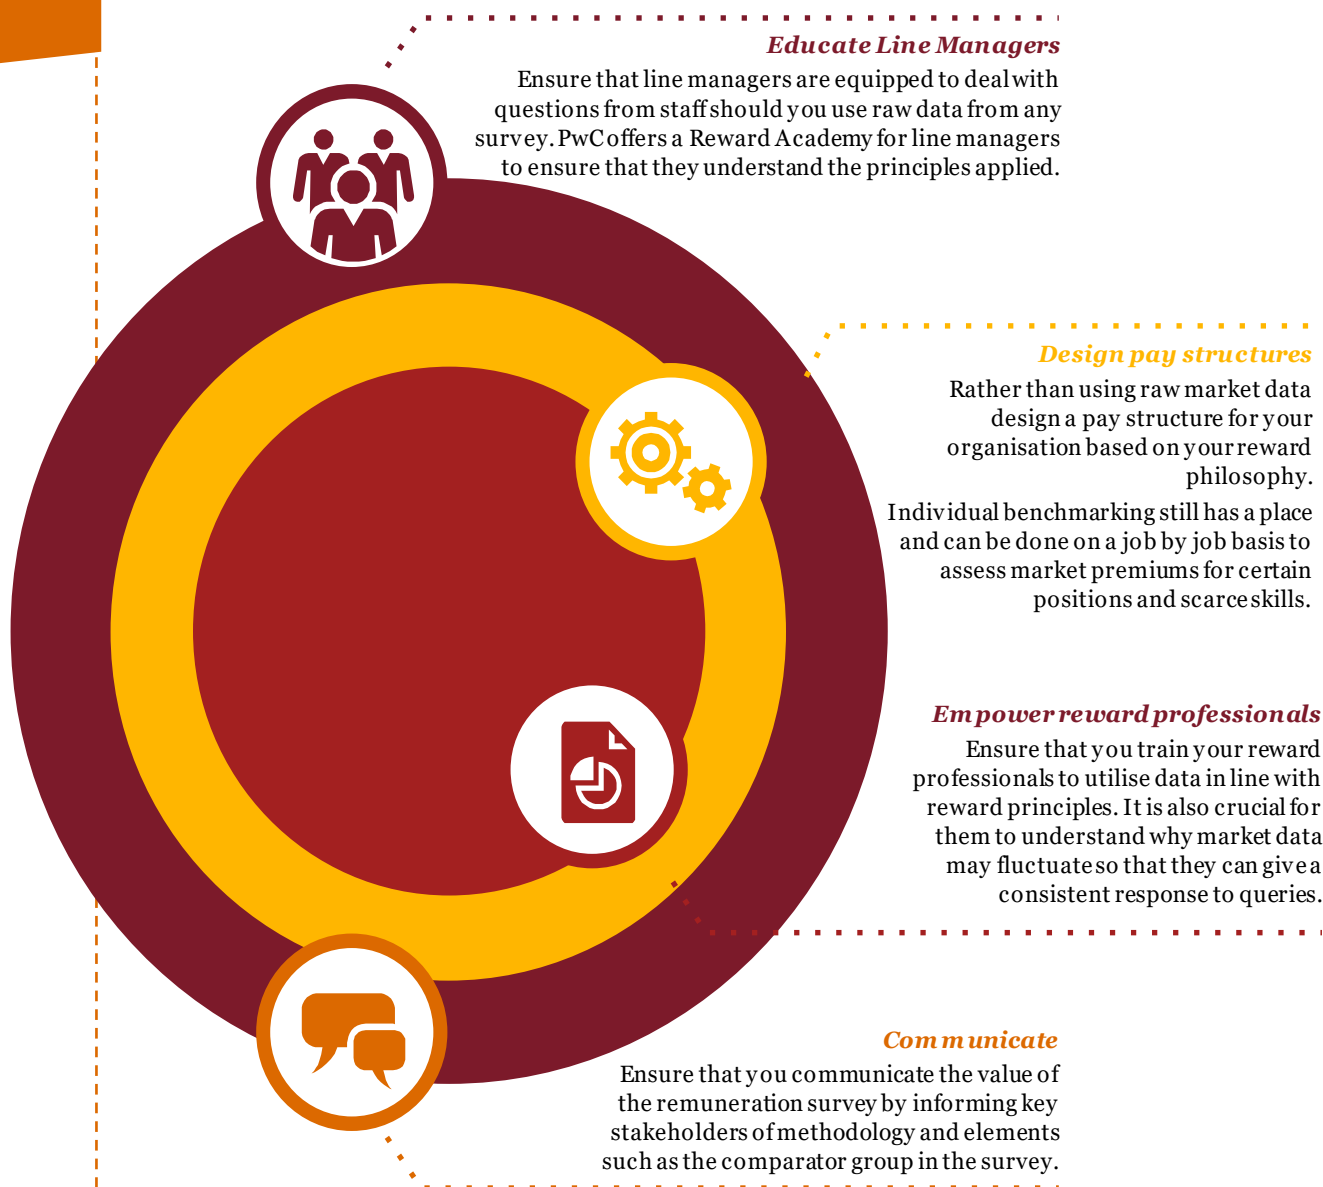 Educate Line Managers
Ensure that line managers are equipped to deal with
questions from staff should you use raw data from any
survey. PwC offers a Reward Academy for line managers
to ensure that they understand the principles applied.
Design pay structures
Rather than using raw market data
design a pay structure for your
organisation based on your reward
philosophy.
Individual benchmarking still has a place
and can be done on a job by job basis to
assess market premiums for certain
positions and scarce skills.
Empower reward professionals
Ensure that you train your reward
professionals to utilise data in line with
reward principles. It is also crucial for
them to understand why market data
may fluctuate so that they can give a
consistent response to queries.
Communicate
Ensure that you communicate the value of
the remuneration survey by informing key
stakeholders of methodology and elements
such as the comparator group in the survey.